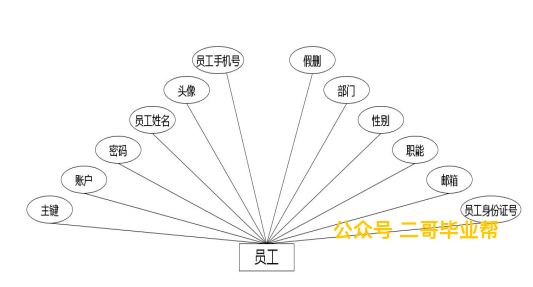 员工手机号
假删
头像
部门
员工姓名
性别
密码
职能
账户
邮箱
主键
员工身份证号
公众号 二哥毕业帮
员工